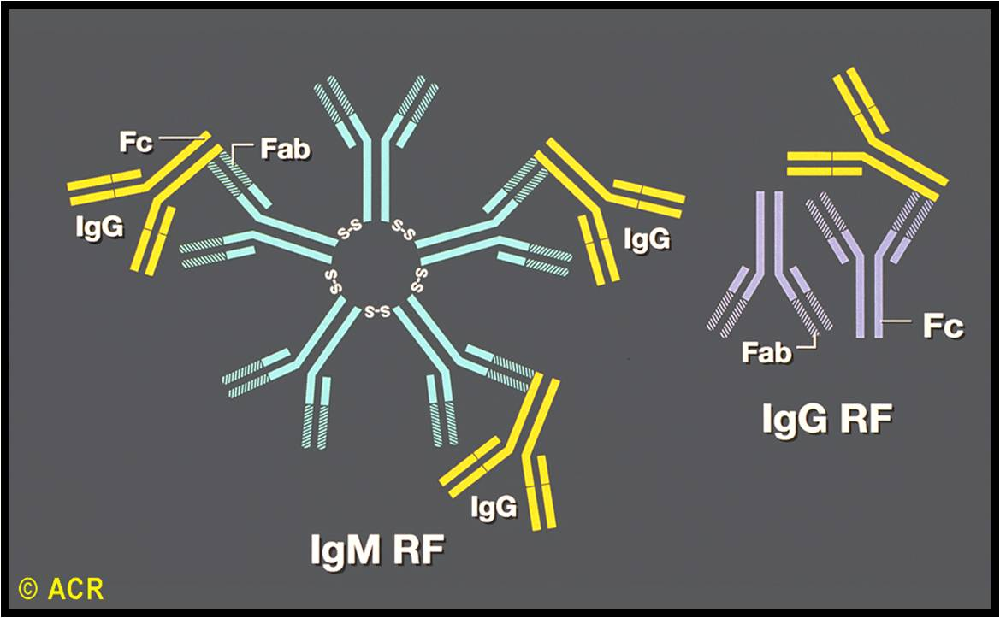 Fc
Fab
IgG
IgG
IgG
S-S
S-S
S-S
S-S
S-S
IgM RF
Fab
Fc
IgG RF
© ACR